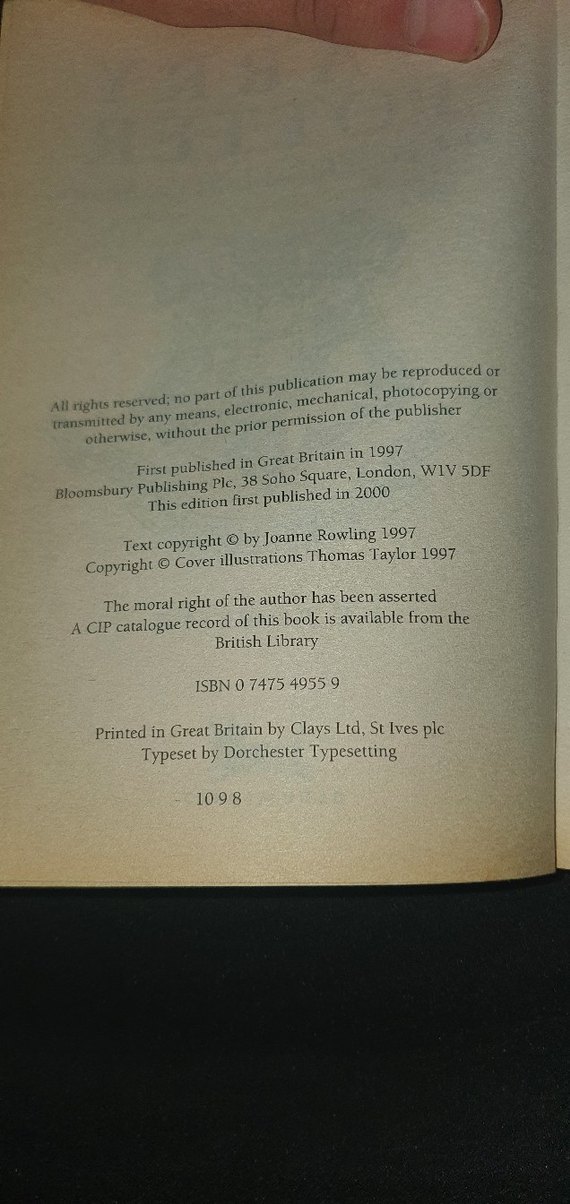 All rights reserved; no part of this publication may be reproduced or
transmitted by any means, electronic, mechanical, photocopying or
otherwise, without the prior permission of the publisher
First published in Great Britain in 1997
Bloomsbury Publishing Plc, 38 Soho Square, London, W1V 5DF
This edition first published in 2000
Text copyright © by Joanne Rowling 1997
Copyright © Cover illustrations Thomas Taylor 1997
The moral right of the author has been asserted
A CIP catalogue record of this book is available from the
British Library
ISBN 0 7475 4955 9
Printed in Great Britain by Clays Ltd, St Ives plc
Typeset by Dorchester Typesetting
10 9 8